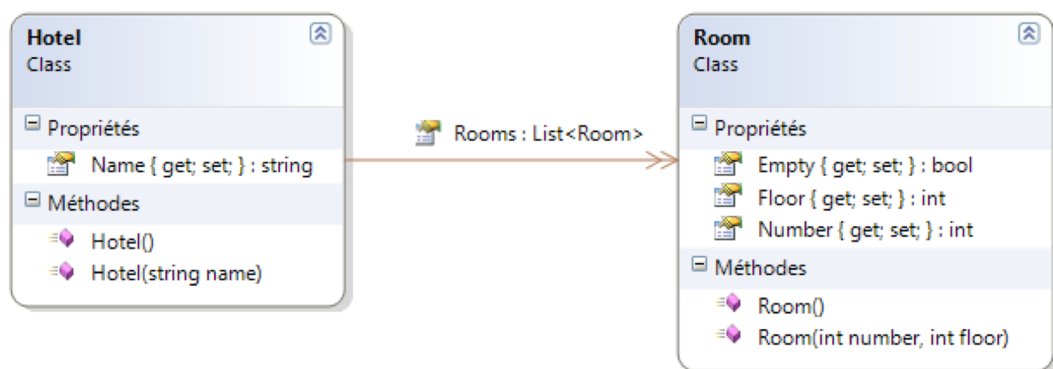 Hotel
Class
Propriétés
Name { get; set; } : string
Méthodes
Hotel()
Hotel(string name)
Rooms : List<Room>
Room
Class
Propriétés
Empty { get; set; } : bool
Floor { get; set; } : int
Number { get; set; } : int
Méthodes
Room()
Room(int number, int floor)